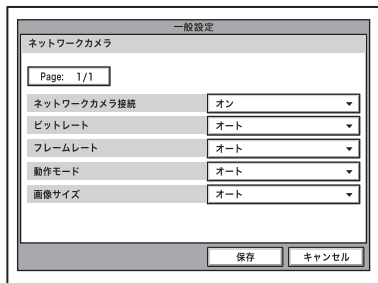 一般設定
ネットワークカメラ
Page: 1/1
ネットワークカメラ接続 オン
ビットレート オート
フレームレート オート
動作モード オート
画像サイズ オート
保存 キャンセル